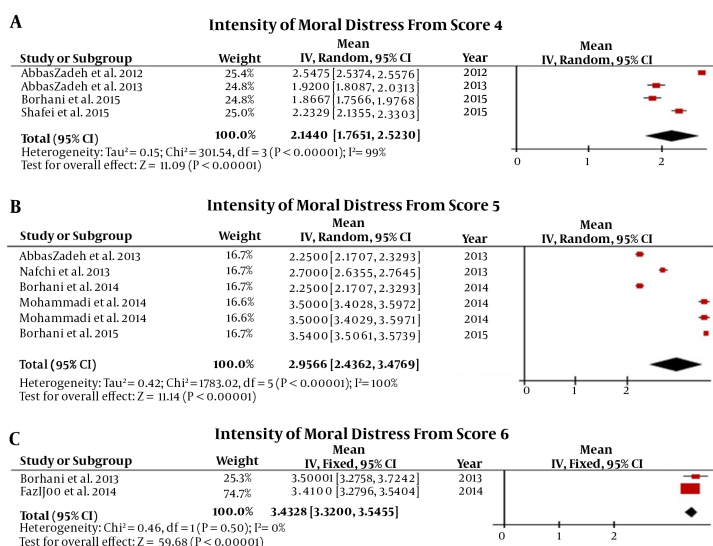 A
Intensity of Moral Distress From Score 4
Mean Mean
Study or Subgroup Weight IV, Random, 95% CI Year IV, Random, 95% CI
AbbasZadeh et al. 2012 25.4% 2.5475 [2.5374, 2.5576] 2012
AbbasZadeh et al. 2013 24.8% 1.9200 [1.8087, 2.0313] 2013
Borhani et al. 2015 24.8% 1.8667 [1.7566, 1.9768] 2015
Shafei et al. 2015 25.0% 2.2329 [2.1355, 2.3303] 2015
Total (95% CI) 100.0% 2.1440 [1.7651, 2.5230]
Heterogeneity: Tau² = 0.15; Chi² = 301.54, df = 3 (P < 0.00001); I² = 99%
Test for overall effect: Z = 11.09 (P < 0.00001)
0 1 2
B
Intensity of Moral Distress From Score 5
Mean Mean
Study or Subgroup Weight IV, Random, 95% CI Year IV, Random, 95% CI
AbbasZadeh et al. 2013 16.7% 2.2500 [2.1707, 2.3293] 2013
Nafchi et al. 2013 16.7% 2.7000 [2.6355, 2.7645] 2013
Borhani et al. 2014 16.7% 2.2500 [2.1707, 2.3293] 2014
Mohammadi et al. 2014 16.6% 3.5000 [3.4028, 3.5972] 2014
Mohammadi et al. 2014 16.6% 3.5000 [3.4029, 3.5971] 2014
Borhani et al. 2015 16.7% 3.5400 [3.5061, 3.5739] 2015
Total (95% CI) 100.0% 2.9566 [2.4362, 3.4769]
Heterogeneity: Tau² = 0.42; Chi² = 1783.02, df = 5 (P < 0.00001); I² = 100%
Test for overall effect: Z = 11.14 (P < 0.00001)
0 1 2
C
Intensity of Moral Distress From Score 6
Mean Mean
Study or Subgroup Weight IV, Fixed, 95% CI Year IV, Fixed, 95% CI
Borhani et al. 2013 25.3% 3.50001 [3.2758, 3.7242] 2013
FazlJ00 et al. 2014 74.7% 3.4100 [3.2796, 3.5404] 2014
Total (95% CI) 100.0% 3.4328 [3.3200, 3.5455]
Heterogeneity: Chi² = 0.46, df = 1 (P = 0.50); I² = 0%
Test for overall effect: Z = 59.68 (P < 0.00001)
0 1 2 3